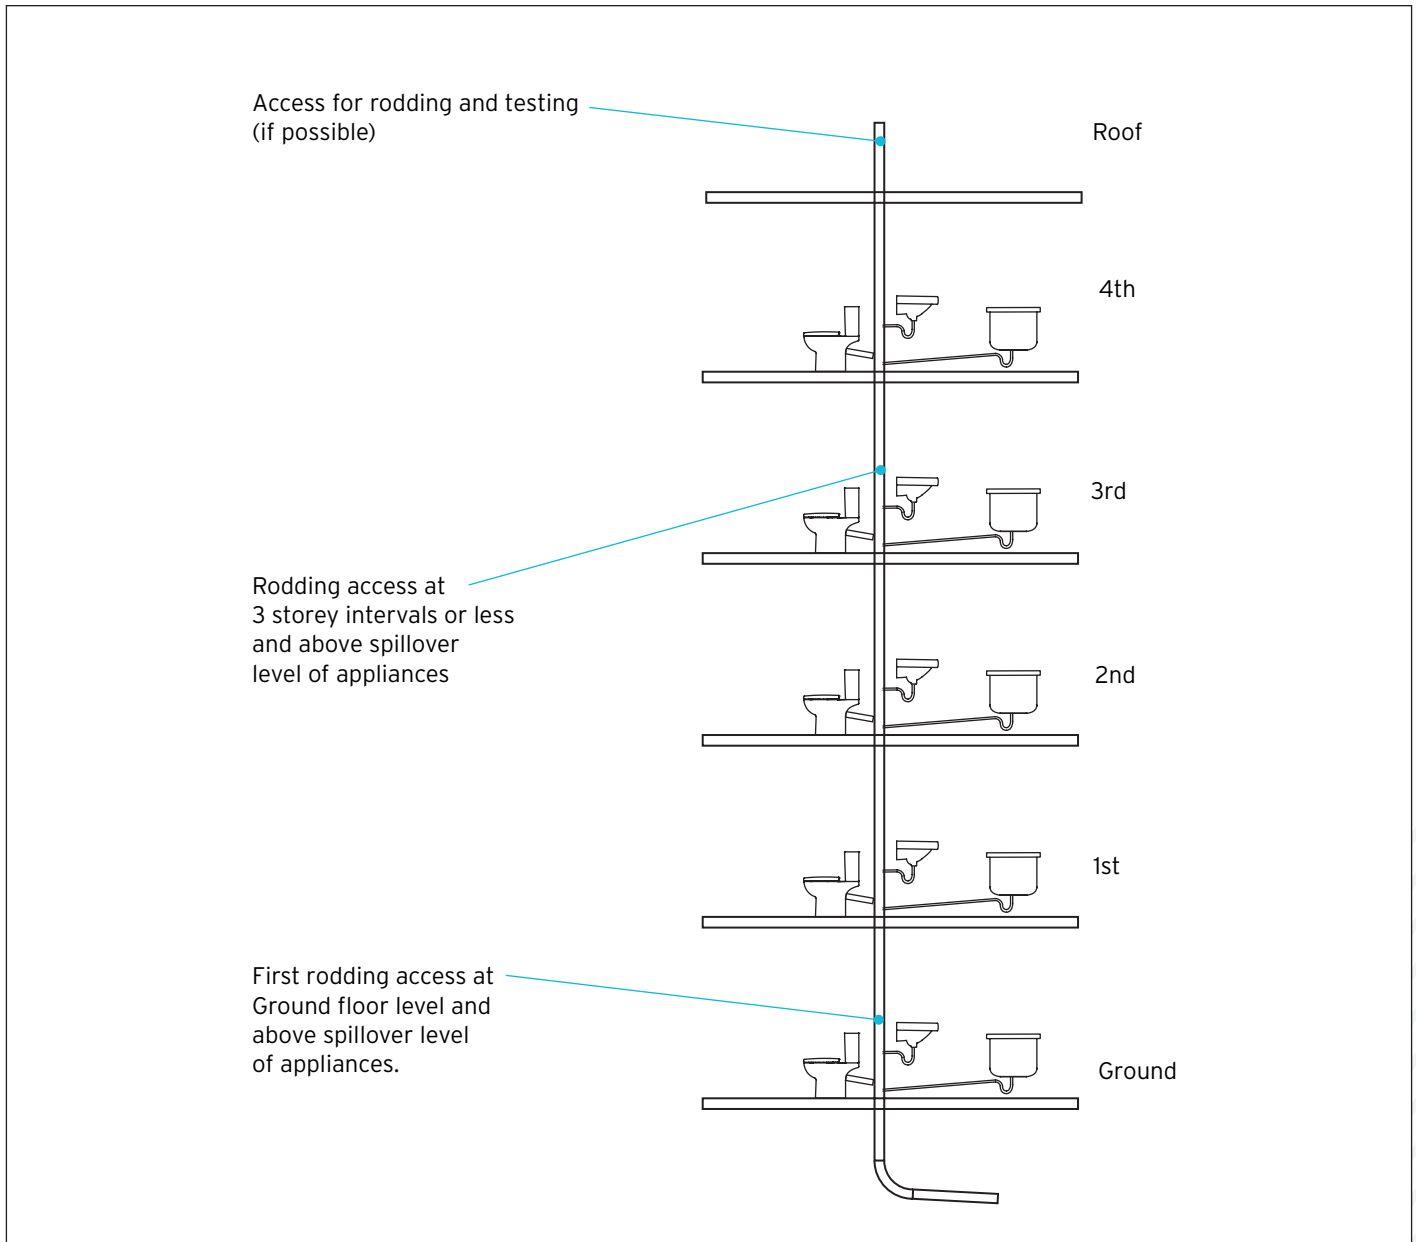 Access for rodding and testing
(if possible)
Roof
4th
3rd
Rodding access at
3 storey intervals or less
and above spillover
level of appliances
2nd
1st
First rodding access at
Ground floor level and
above spillover level
of appliances.
Ground